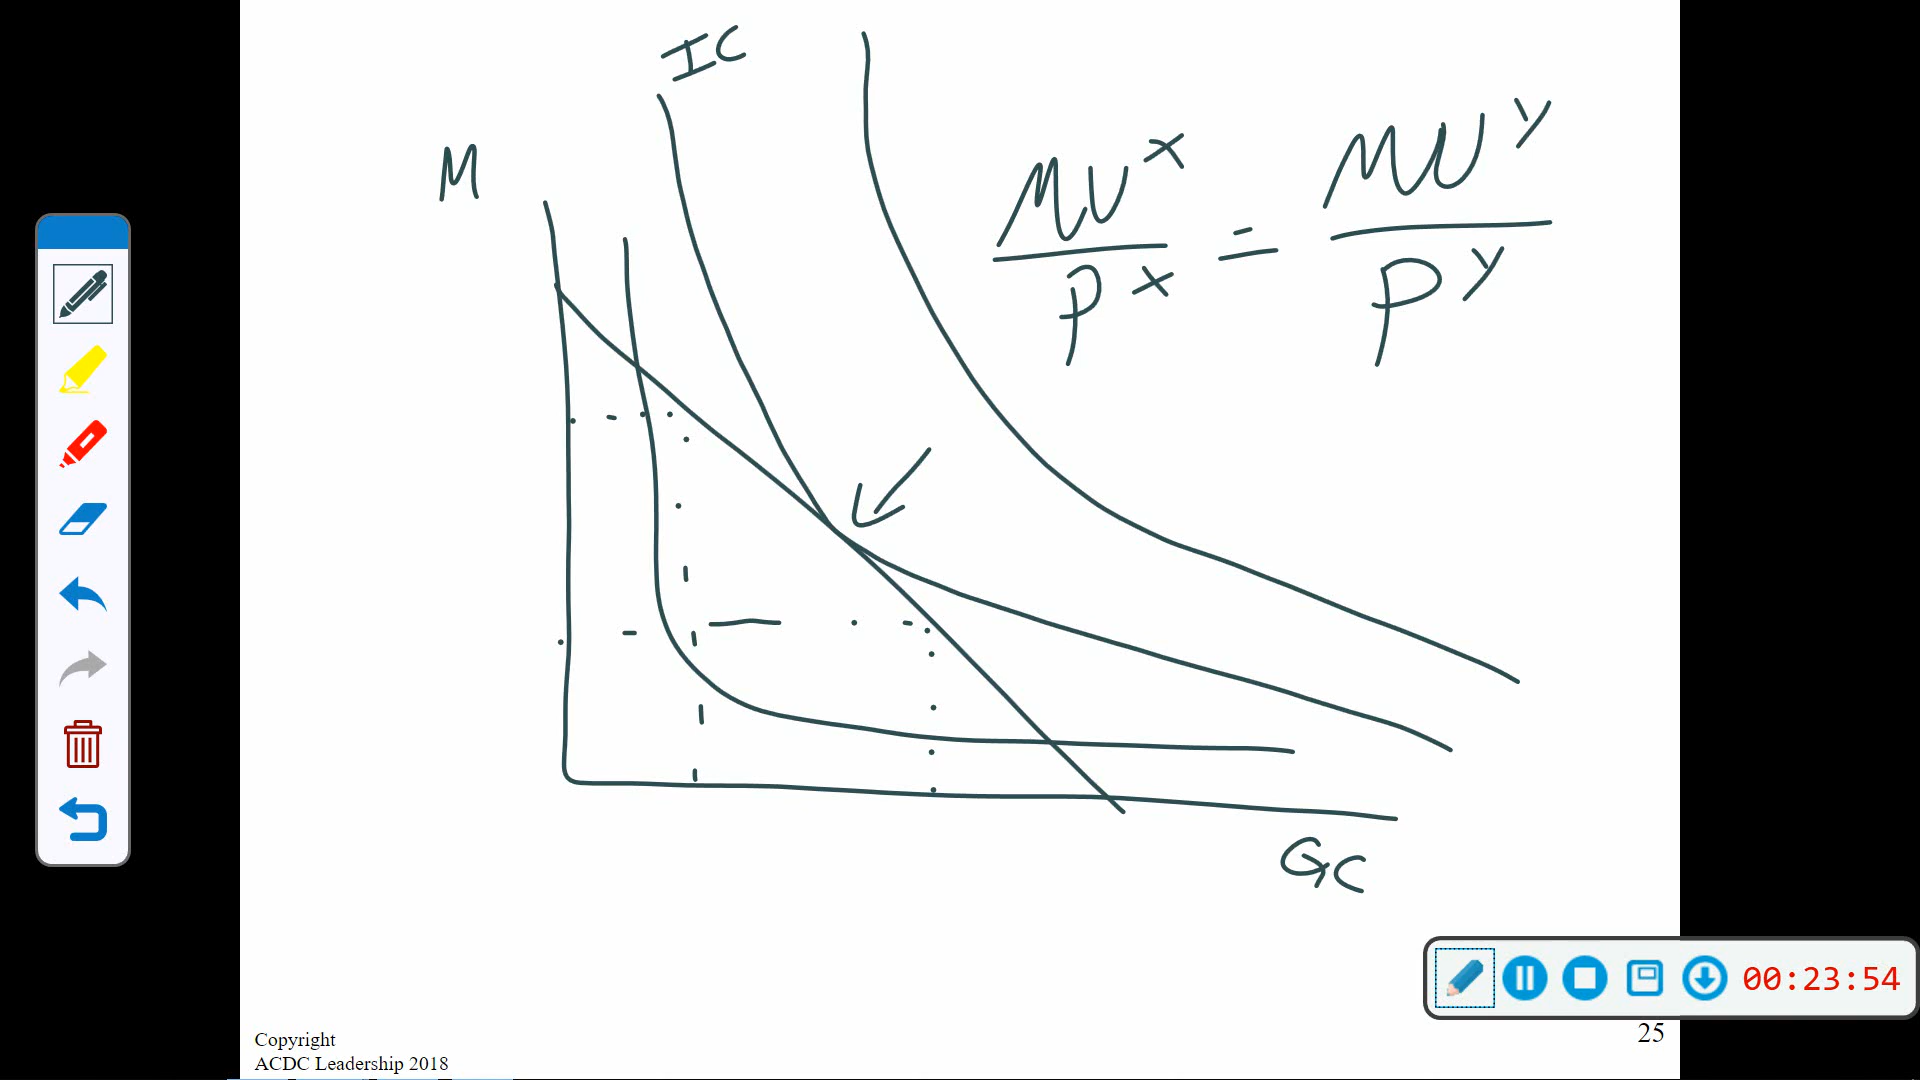 IC
M
MU^x / P^x = MU^y / P^y
GC
00:23:54
25
Copyright
ACDC Leadership 2018